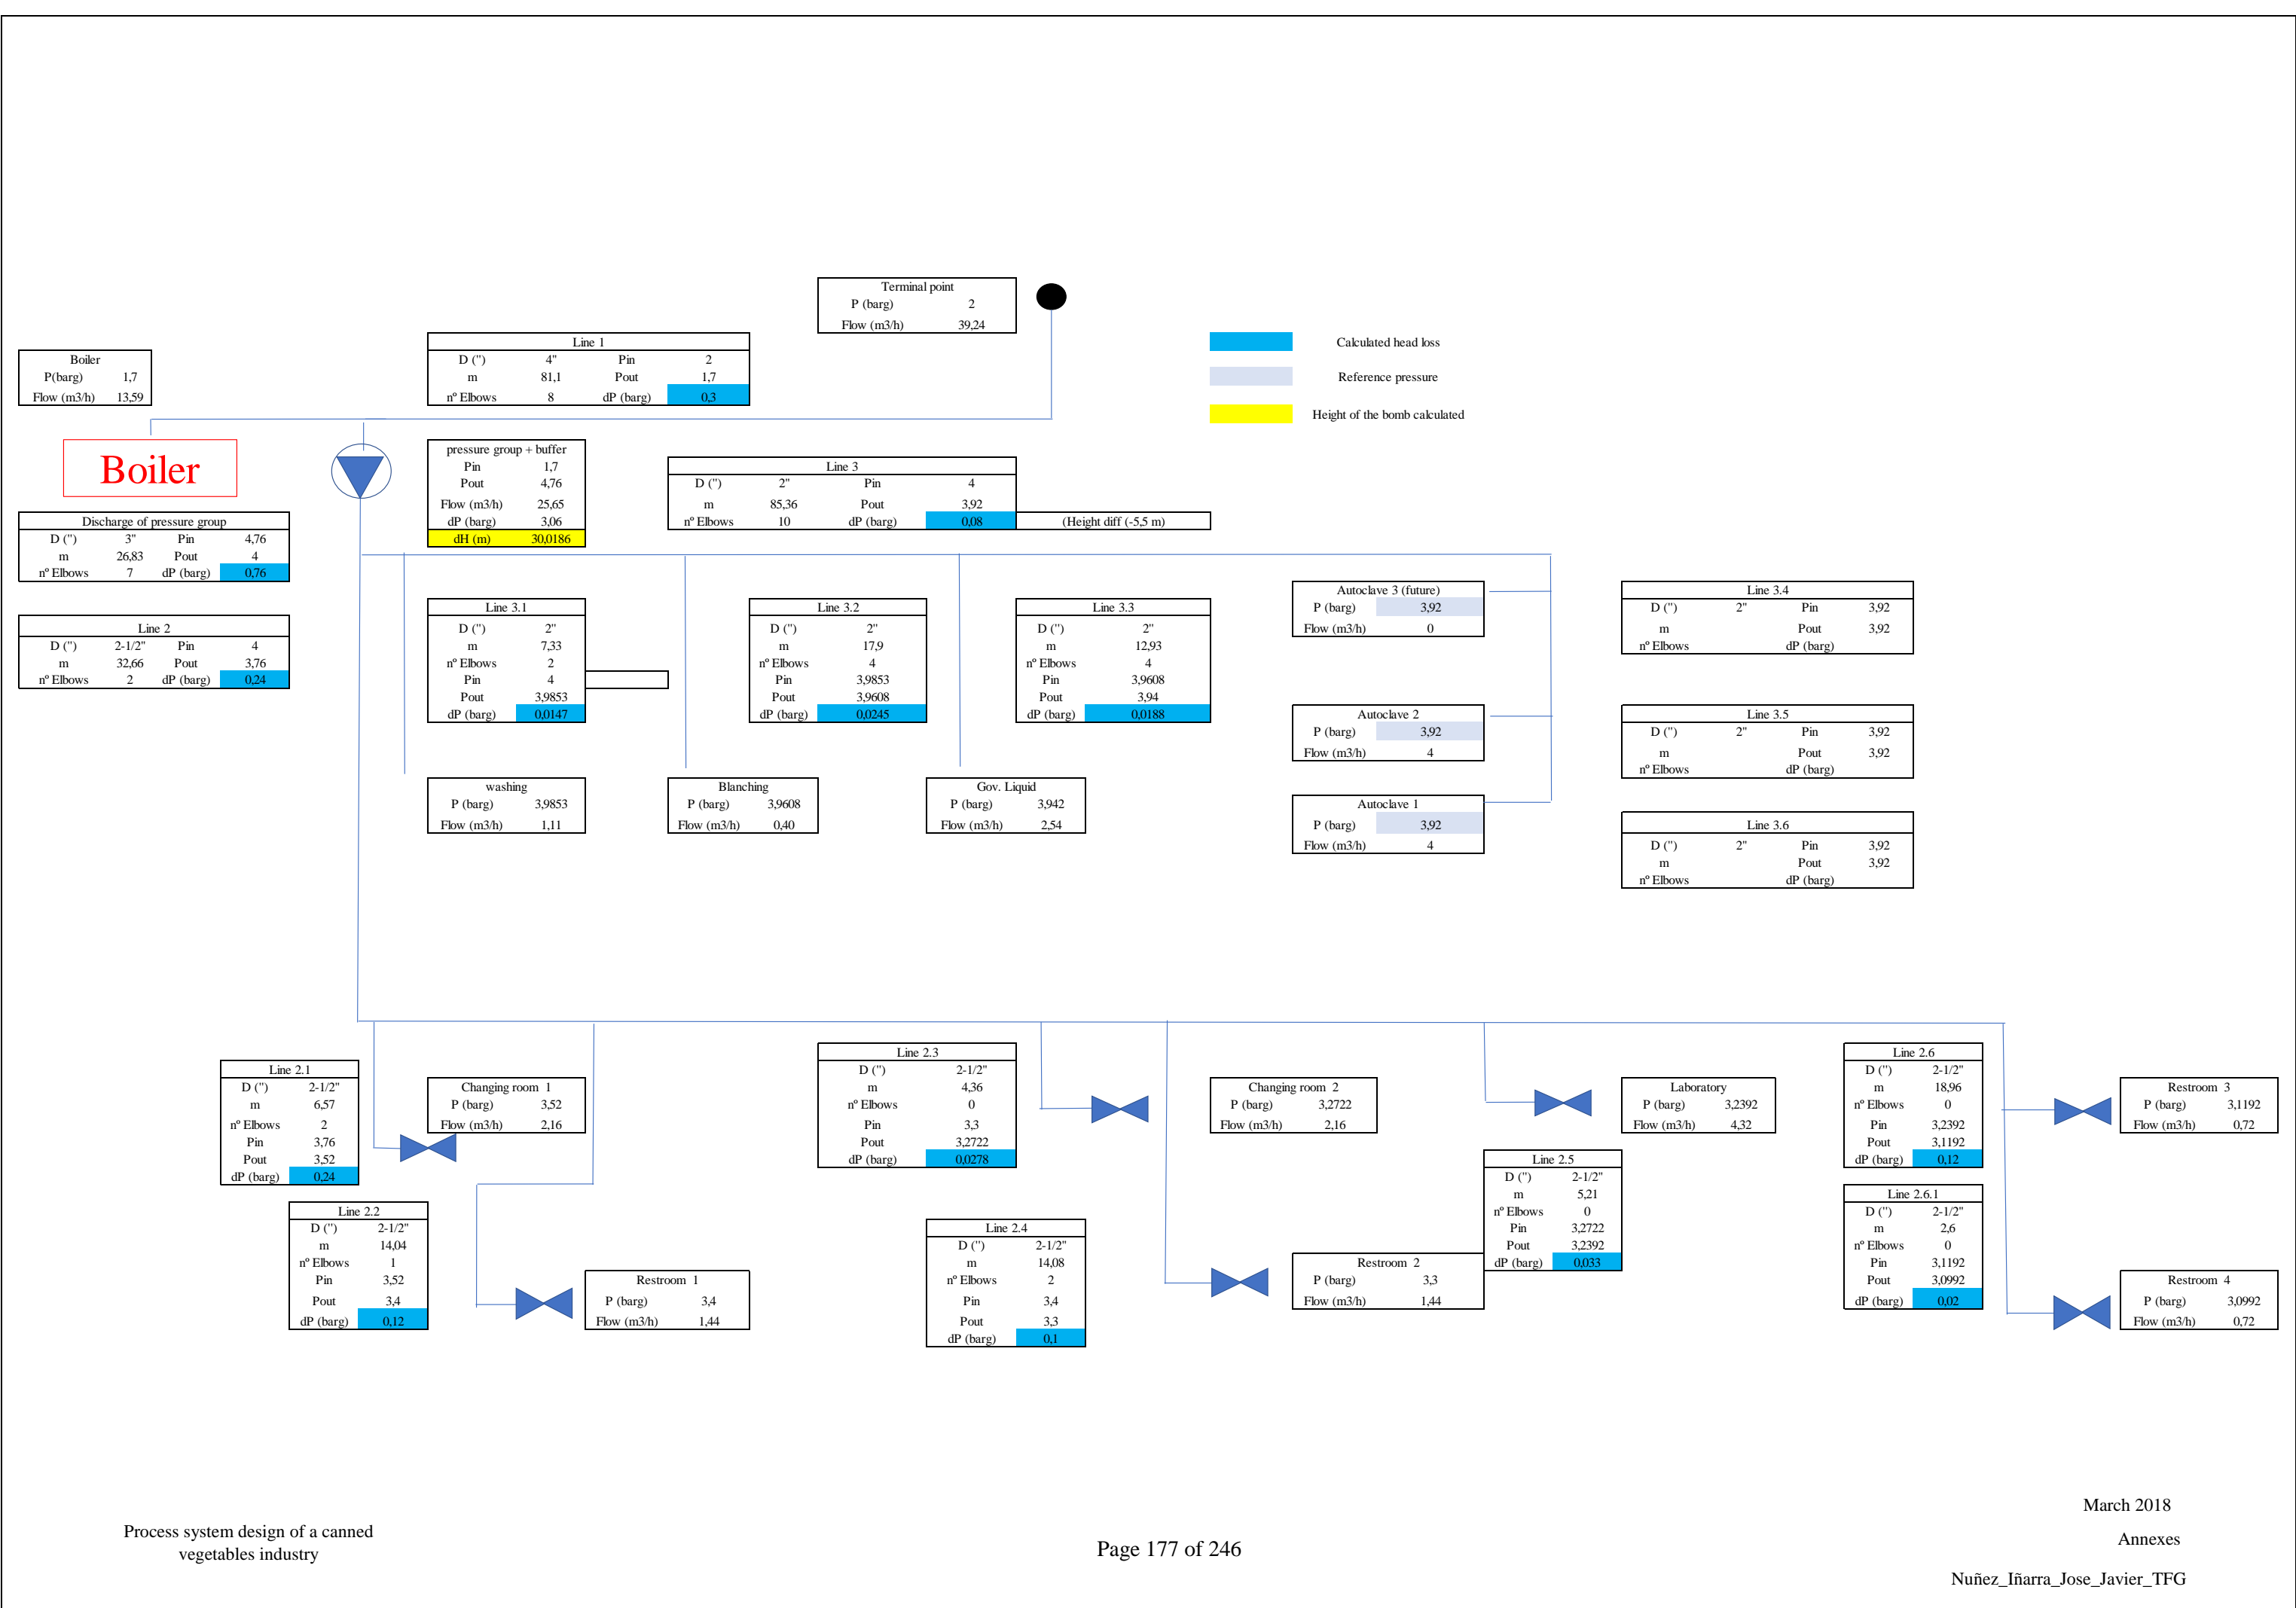 Terminal point
P (barg) 2
Flow (m3/h) 39,24
Boiler
P(barg) 1,7
Flow (m3/h) 13,59
Line 1
D (") 4" Pin 2
m 81,1 Pout 1,7
nº Elbows 8 dP (barg) 0,3
Calculated head loss
Reference pressure
Height of the bomb calculated
Boiler
pressure group + buffer
Pin 1,7
Pout 4,76
Flow (m3/h) 25,65
dP (barg) 3,06
dH (m) 30,0186
Line 3
D (") 2" Pin 4
m 85,36 Pout 3,92
nº Elbows 10 dP (barg) 0,08 (Height diff (-5,5 m)
Discharge of pressure group
D (") 3" Pin 4,76
m 26,83 Pout 4
nº Elbows 7 dP (barg) 0,76
Line 2
D (") 2-1/2" Pin 4
m 32,66 Pout 3,76
nº Elbows 2 dP (barg) 0,24
Line 3.1
D (") 2"
m 7,33
nº Elbows 2
Pin 4
Pout 3,9853
dP (barg) 0,0147
Line 3.2
D (") 2"
m 17,9
nº Elbows 4
Pin 3,9853
Pout 3,9608
dP (barg) 0,0245
Line 3.3
D (") 2"
m 12,93
nº Elbows 4
Pin 3,9608
Pout 3,94
dP (barg) 0,0188
Autoclave 3 (future)
P (barg) 3,92
Flow (m3/h) 0
Line 3.4
D (") 2" Pin 3,92
m Pout 3,92
nº Elbows dP (barg)
Autoclave 2
P (barg) 3,92
Flow (m3/h) 4
Line 3.5
D (") 2" Pin 3,92
m Pout 3,92
nº Elbows dP (barg)
washing
P (barg) 3,9853
Flow (m3/h) 1,11
Blanching
P (barg) 3,9608
Flow (m3/h) 0,40
Gov. Liquid
P (barg) 3,942
Flow (m3/h) 2,54
Autoclave 1
P (barg) 3,92
Flow (m3/h) 4
Line 3.6
D (") 2" Pin 3,92
m Pout 3,92
nº Elbows dP (barg)
Line 2.1
D (") 2-1/2"
m 6,57
nº Elbows 2
Pin 3,76
Pout 3,52
dP (barg) 0,24
Changing room 1
P (barg) 3,52
Flow (m3/h) 2,16
Line 2.2
D (") 2-1/2"
m 14,04
nº Elbows 1
Pin 3,52
Pout 3,4
dP (barg) 0,12
Restroom 1
P (barg) 3,4
Flow (m3/h) 1,44
Line 2.3
D (") 2-1/2"
m 4,36
nº Elbows 0
Pin 3,3
Pout 3,2722
dP (barg) 0,0278
Line 2.4
D (") 2-1/2"
m 14,08
nº Elbows 2
Pin 3,4
Pout 3,3
dP (barg) 0,1
Changing room 2
P (barg) 3,2722
Flow (m3/h) 2,16
Restroom 2
P (barg) 3,3
Flow (m3/h) 1,44
Line 2.5
D (") 2-1/2"
m 5,21
nº Elbows 0
Pin 3,2722
Pout 3,2392
dP (barg) 0,033
Laboratory
P (barg) 3,2392
Flow (m3/h) 4,32
Line 2.6
D (") 2-1/2"
m 18,96
nº Elbows 0
Pin 3,2392
Pout 3,1192
dP (barg) 0,12
Line 2.6.1
D (") 2-1/2"
m 2,6
nº Elbows 0
Pin 3,1192
Pout 3,0992
dP (barg) 0,02
Restroom 3
P (barg) 3,1192
Flow (m3/h) 0,72
Restroom 4
P (barg) 3,0992
Flow (m3/h) 0,72
Process system design of a canned
vegetables industry
Page 177 of 246
March 2018
Annexes
Nuñez_Iñarra_Jose_Javier_TFG